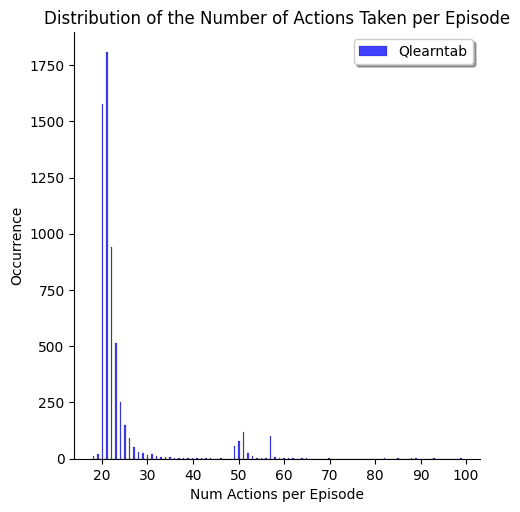 Distribution of the Number of Actions Taken per Episode
Qlearntab
1750
1500
1250
1000
750
500
250
0
Occurrence
20 30 40 50 60 70 80 90 100
Num Actions per Episode